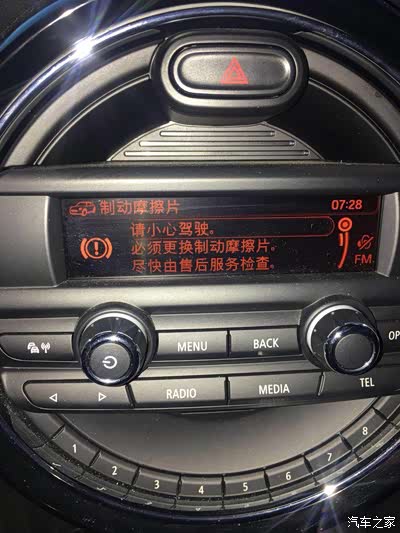 制动摩擦片 07:28
请小心驾驶。
必须更换制动摩擦片。
尽快由售后服务检查。
FM
MENU BACK OP
RADIO MEDIA TEL
1 2 3 4 5 6 7 8
汽车之家